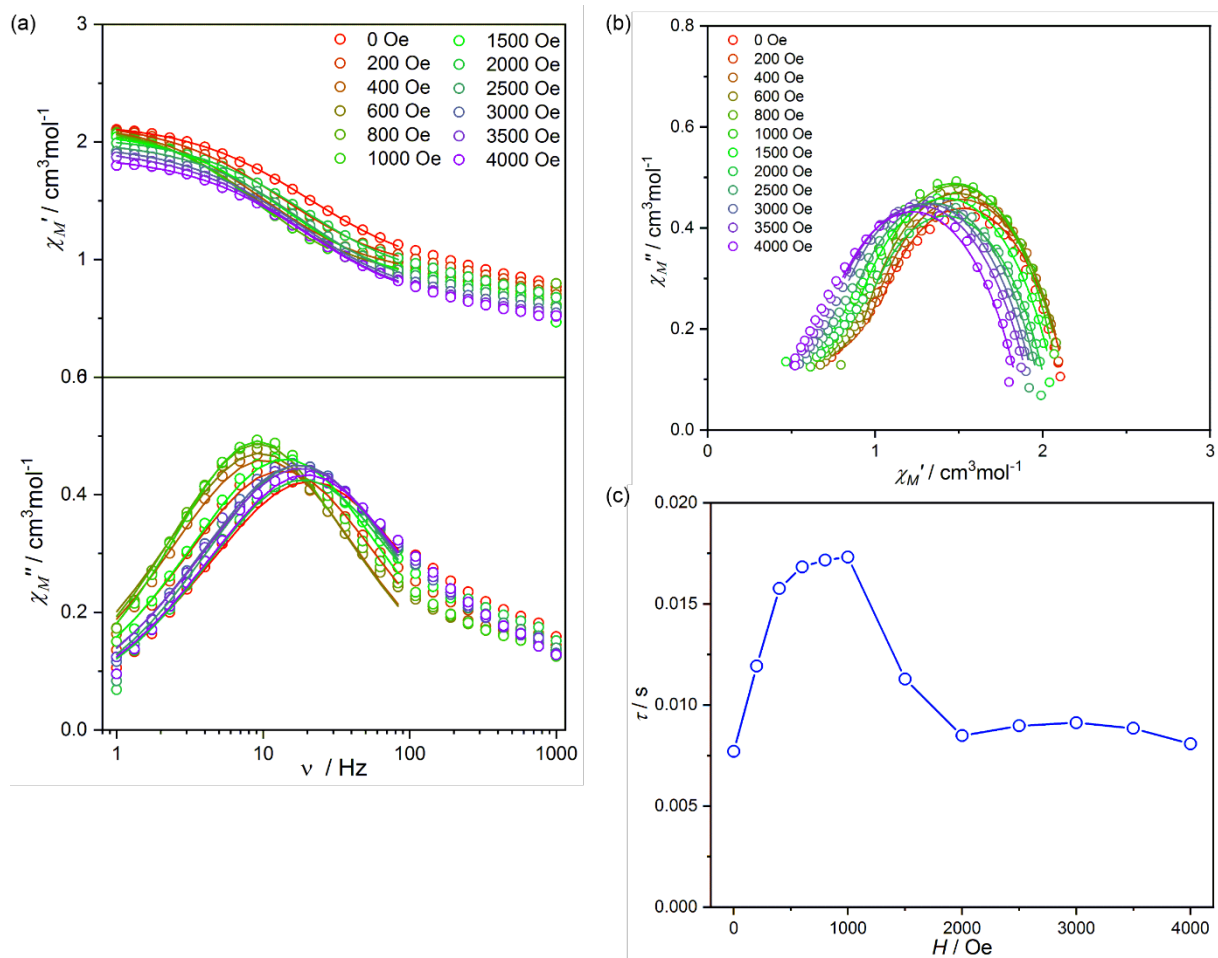 (a)
3
2
1
0.6
0.4
0.2
0.0
χM' / cm³mol⁻¹
χM'' / cm³mol⁻¹
0 Oe
200 Oe
400 Oe
600 Oe
800 Oe
1000 Oe
1500 Oe
2000 Oe
2500 Oe
3000 Oe
3500 Oe
4000 Oe
1 10 100 1000
ν / Hz
(b)
0.8
0.6
0.4
0.2
0.0
χM'' / cm³mol⁻¹
0 Oe
200 Oe
400 Oe
600 Oe
800 Oe
1000 Oe
1500 Oe
2000 Oe
2500 Oe
3000 Oe
3500 Oe
4000 Oe
0 1 2 3
χM' / cm³mol⁻¹
(c)
0.020
0.015
0.010
0.005
0.000
τ / s
0 1000 2000 3000 4000
H / Oe